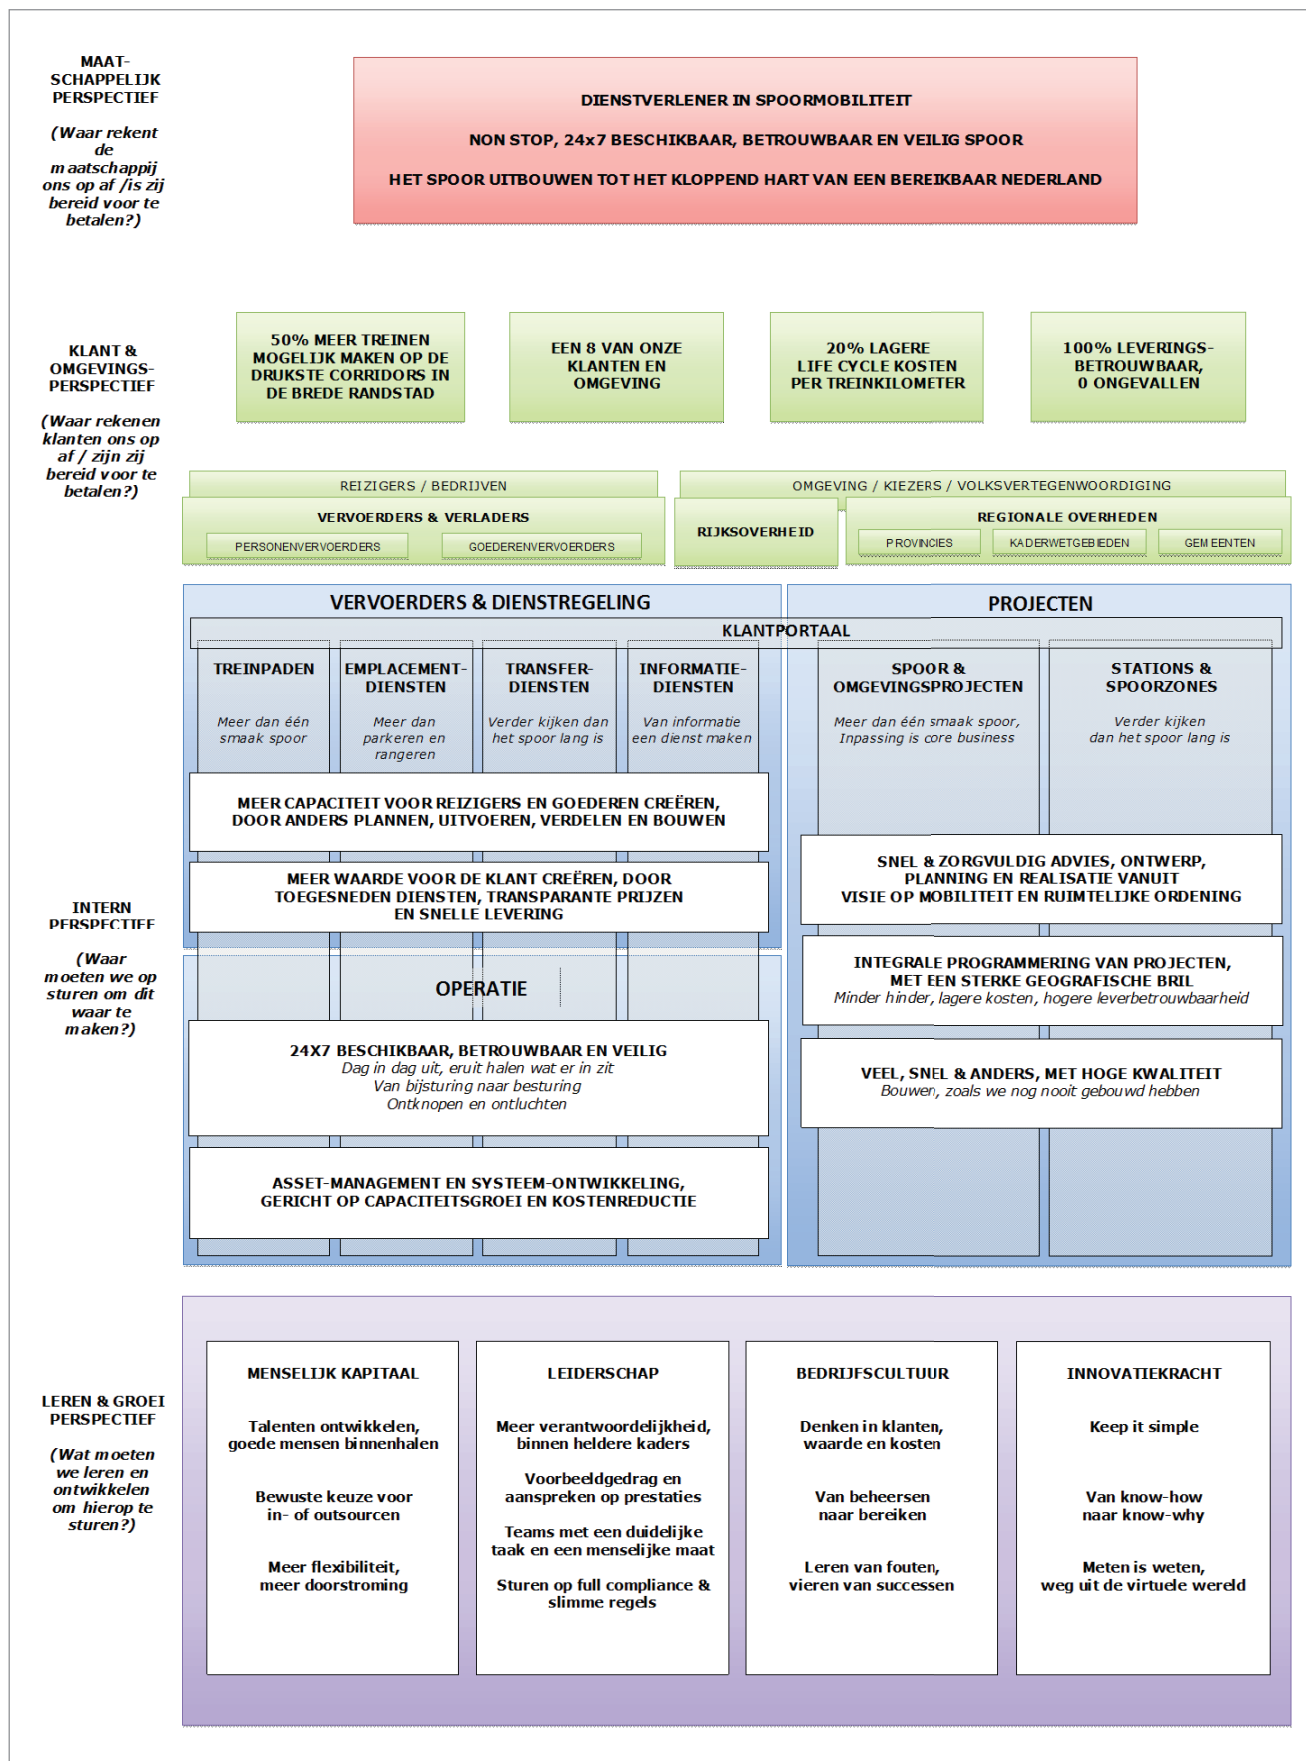 MAAT-
SCHAPPELIJK
PERSPECTIEF
(Waar rekent
de
maatschappij
ons op af /is zij
bereid voor te
betalen?)
DIENSTVERLENER IN SPOORMOBILITEIT
NON STOP, 24x7 BESCHIKBAAR, BETROUWBAAR EN VEILIG SPOOR
HET SPOOR UITBOUWEN TOT HET KLOPPEND HART VAN EEN BEREIKBAAR NEDERLAND
KLANT &
OMGEVINGS-
PERSPECTIEF
(Waar rekenen
klanten ons op
af / zijn zij
bereid voor te
betalen?)
50% MEER TREINEN
MOGELIJK MAKEN OP DE
DRUKSTE CORRIDORS IN
DE BREDE RANDSTAD
EEN 8 VAN ONZE
KLANTEN EN
OMGEVING
20% LAGERE
LIFE CYCLE KOSTEN
PER TREINKILOMETER
100% LEVERINGS-
BETROUWBAAR,
0 ONGEVALLEN
REIZIGERS / BEDRIJVEN
VERVOERDERS & VERLADERS
PERSONENVERVOERDERS
GOEDERENVERVOERDERS
OMGEVING / KIEZERS / VOLKSVERTEGENWOORDIGING
RIJKSOVERHEID
REGIONALE OVERHEDEN
PROVINCIES
KADERWETGEBIEDEN
GEMEENTEN
INTERN
PERSPECTIEF
(Waar
moeten we op
sturen om dit
waar te
maken?)
VERVOERDERS & DIENSTREGELING
PROJECTEN
KLANTPORTAAL
TREINPADEN
Meer dan één
smaak spoor
EMPLACEMENT-
DIENSTEN
Meer dan
parkeren en
rangeren
TRANSFER-
DIENSTEN
Verder kijken dan
het spoor lang is
INFORMATIE-
DIENSTEN
Van informatie
een dienst maken
SPOOR &
OMGEVINGSPROJECTEN
Meer dan één smaak spoor,
Inpassing is core business
STATIONS &
SPOORZONES
Verder kijken
dan het spoor lang is
MEER CAPACITEIT VOOR REIZIGERS EN GOEDEREN CREËREN,
DOOR ANDERS PLANNEN, UITVOEREN, VERDELEN EN BOUWEN
MEER WAARDE VOOR DE KLANT CREËREN, DOOR
TOEGESNEDEN DIENSTEN, TRANSPARANTE PRIJZEN
EN SNELLE LEVERING
OPERATIE
24X7 BESCHIKBAAR, BETROUWBAAR EN VEILIG
Dag in dag uit, eruit halen wat er in zit
Van bijsturing naar besturing
Ontknopen en ontluchten
ASSET-MANAGEMENT EN SYSTEEM-ONTWIKKELING,
GERICHT OP CAPACITEITSGROEI EN KOSTENREDUCTIE
SNEL & ZORGVULDIG ADVIES, ONTWERP,
PLANNING EN REALISATIE VANUIT
VISIE OP MOBILITEIT EN RUIMTELIJKE ORDENING
INTEGRALE PROGRAMMERING VAN PROJECTEN,
MET EEN STERKE GEOGRAFISCHE BRIL
Minder hinder, lagere kosten, hogere leverbetrouwbaarheid
VEEL, SNEL & ANDERS, MET HOGE KWALITEIT
Bouwen, zoals we nog nooit gebouwd hebben
LEREN & GROEI
PERSPECTIEF
(Wat moeten
we leren en
ontwikkelen
om hierop te
sturen?)
MENSELIJK KAPITAAL
Talenten ontwikkelen,
goede mensen binnenhalen
Bewuste keuze voor
in- of outsourcen
Meer flexibiliteit,
meer doorstroming
LEIDERSCHAP
Meer verantwoordelijkheid,
binnen heldere kaders
Voorbeeldgedrag en
aanspreken op prestaties
Teams met een duidelijke
taak en een menselijke maat
Sturen op full compliance &
slimme regels
BEDRIJFSCULTUUR
Denken in klanten,
waarde en kosten
Van beheersen
naar bereiken
Leren van fouten,
vieren van successen
INNOVATIEKRACHT
Keep it simple
Van know-how
naar know-why
Meten is weten,
weg uit de virtuele wereld